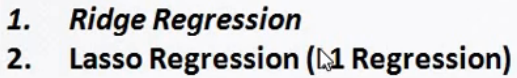 1. Ridge Regression
2. Lasso Regression (1 Regression)